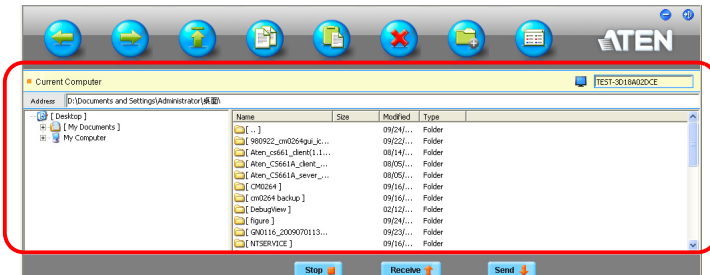 ATEN
Current Computer TEST-3D18A02DCE
Address D:\Documents and Settings\Administrator\桌面\
[ Desktop ]
[ My Documents ]
My Computer
Name Size Modified Type
[ .. ] 09/24/... Folder
[ 980922_cm0264gui_ic... 09/22/... Folder
[ Aten_cs661_client(1.1... 08/14/... Folder
[ Aten_CS661A_client_... 08/05/... Folder
[ Aten_CS661A_sever_... 08/05/... Folder
[ CM0264 ] 09/16/... Folder
[ cm0264 backup ] 09/16/... Folder
[ DebugView ] 02/12/... Folder
[ figure ] 09/24/... Folder
[ GN0116_2009070113... 09/23/... Folder
[ NTSERVICE ] 09/16/... Folder
Stop Receive Send